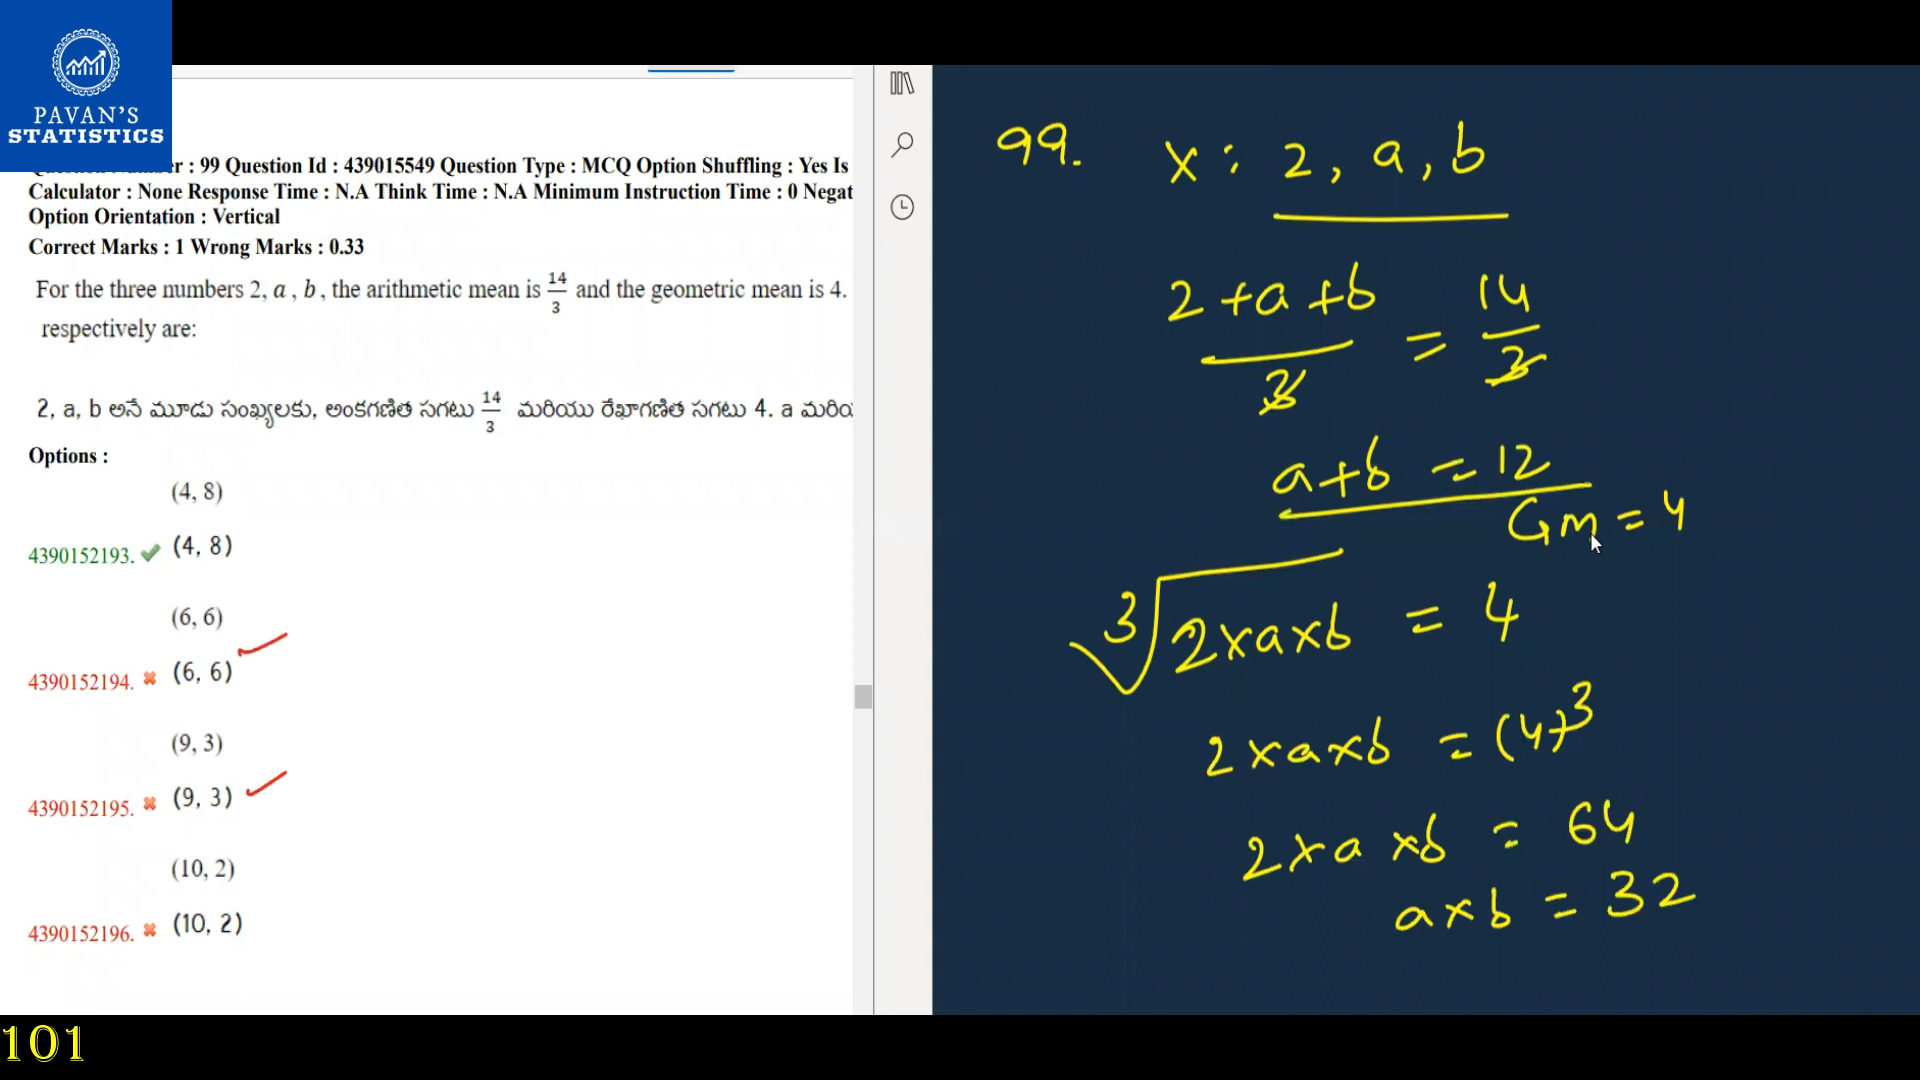 PAVAN'S
STATISTICS
r : 99 Question Id : 439015549 Question Type : MCQ Option Shuffling : Yes Is
Calculator : None Response Time : N.A Think Time : N.A Minimum Instruction Time : 0 Negat
Option Orientation : Vertical
Correct Marks : 1 Wrong Marks : 0.33
For the three numbers 2, a , b , the arithmetic mean is 14/3 and the geometric mean is 4.
respectively are:
2, a, b అనే మూడు సంఖ్యలకు, అంకగణిత సగటు 14/3 మరియు రేఖాగణిత సగటు 4. a మరియ
Options :
(4, 8)
4390152193. ✔ (4, 8)
(6, 6)
4390152194. ✖ (6, 6)
(9, 3)
4390152195. ✖ (9, 3)
(10, 2)
4390152196. ✖ (10, 2)
99. x : 2, a, b
2+a+b/3 = 14/3
a+b = 12
GM = 4
∛2×a×b = 4
2×a×b = (4)³
2×a×b = 64
a×b = 32
101